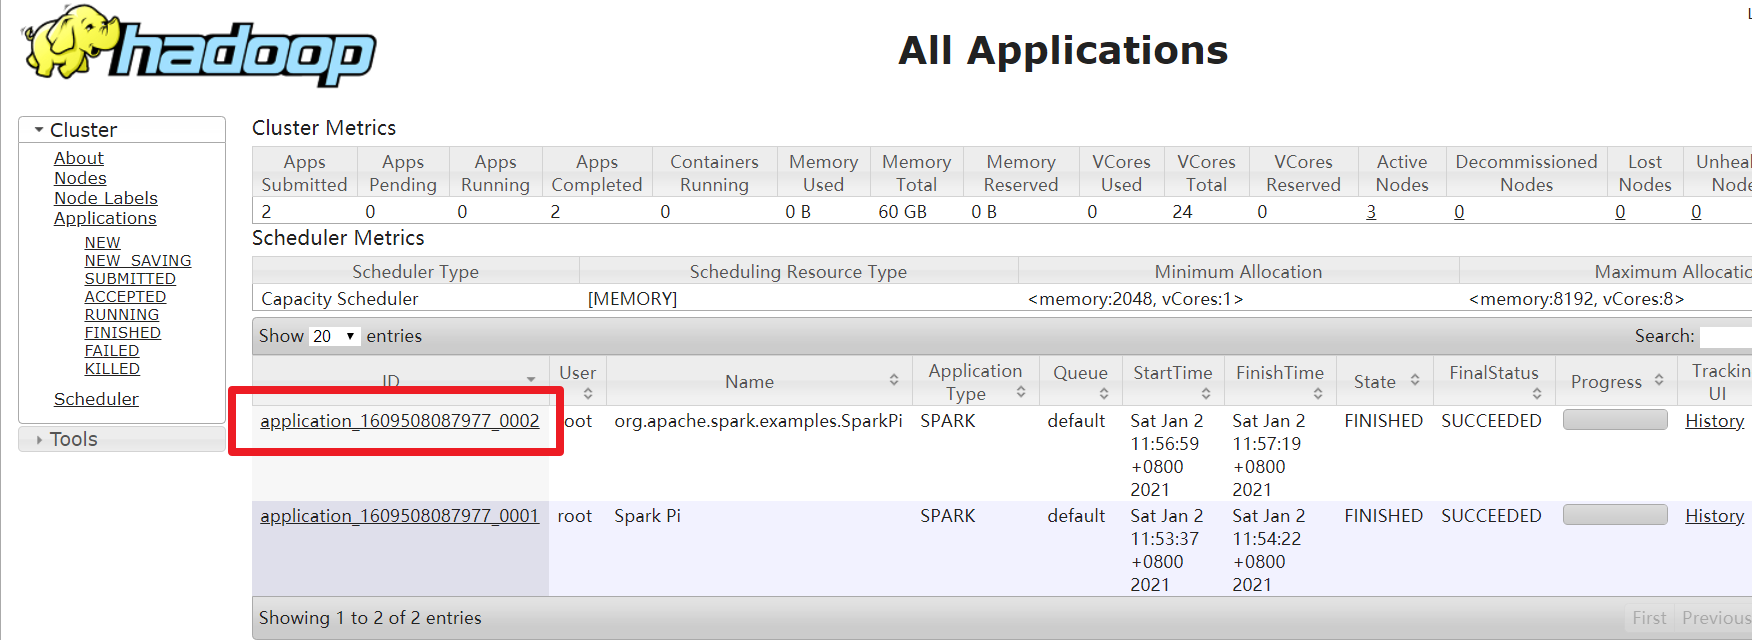 hadoop
All Applications
Cluster
About
Nodes
Node Labels
Applications
NEW
NEW_SAVING
SUBMITTED
ACCEPTED
RUNNING
FINISHED
FAILED
KILLED
Scheduler
Tools
Cluster Metrics
Apps Submitted Apps Pending Apps Running Apps Completed Containers Running Memory Used Memory Total Memory Reserved VCores Used VCores Total VCores Reserved Active Nodes Decommissioned Nodes Lost Nodes Unheal Node
2 0 0 2 0 0 B 60 GB 0 B 0 24 0 3 0 0 0
Scheduler Metrics
Scheduler Type Scheduling Resource Type Minimum Allocation Maximum Allocatio
Capacity Scheduler [MEMORY] <memory:2048, vCores:1> <memory:8192, vCores:8>
Show 20 entries Search:
ID User Name Application Type Queue StartTime FinishTime State FinalStatus Progress Trackin UI
application_1609508087977_0002 root org.apache.spark.examples.SparkPi SPARK default Sat Jan 2 11:56:59 +0800 2021 Sat Jan 2 11:57:19 +0800 2021 FINISHED SUCCEEDED History
application_1609508087977_0001 root Spark Pi SPARK default Sat Jan 2 11:53:37 +0800 2021 Sat Jan 2 11:54:22 +0800 2021 FINISHED SUCCEEDED History
Showing 1 to 2 of 2 entries First Previous